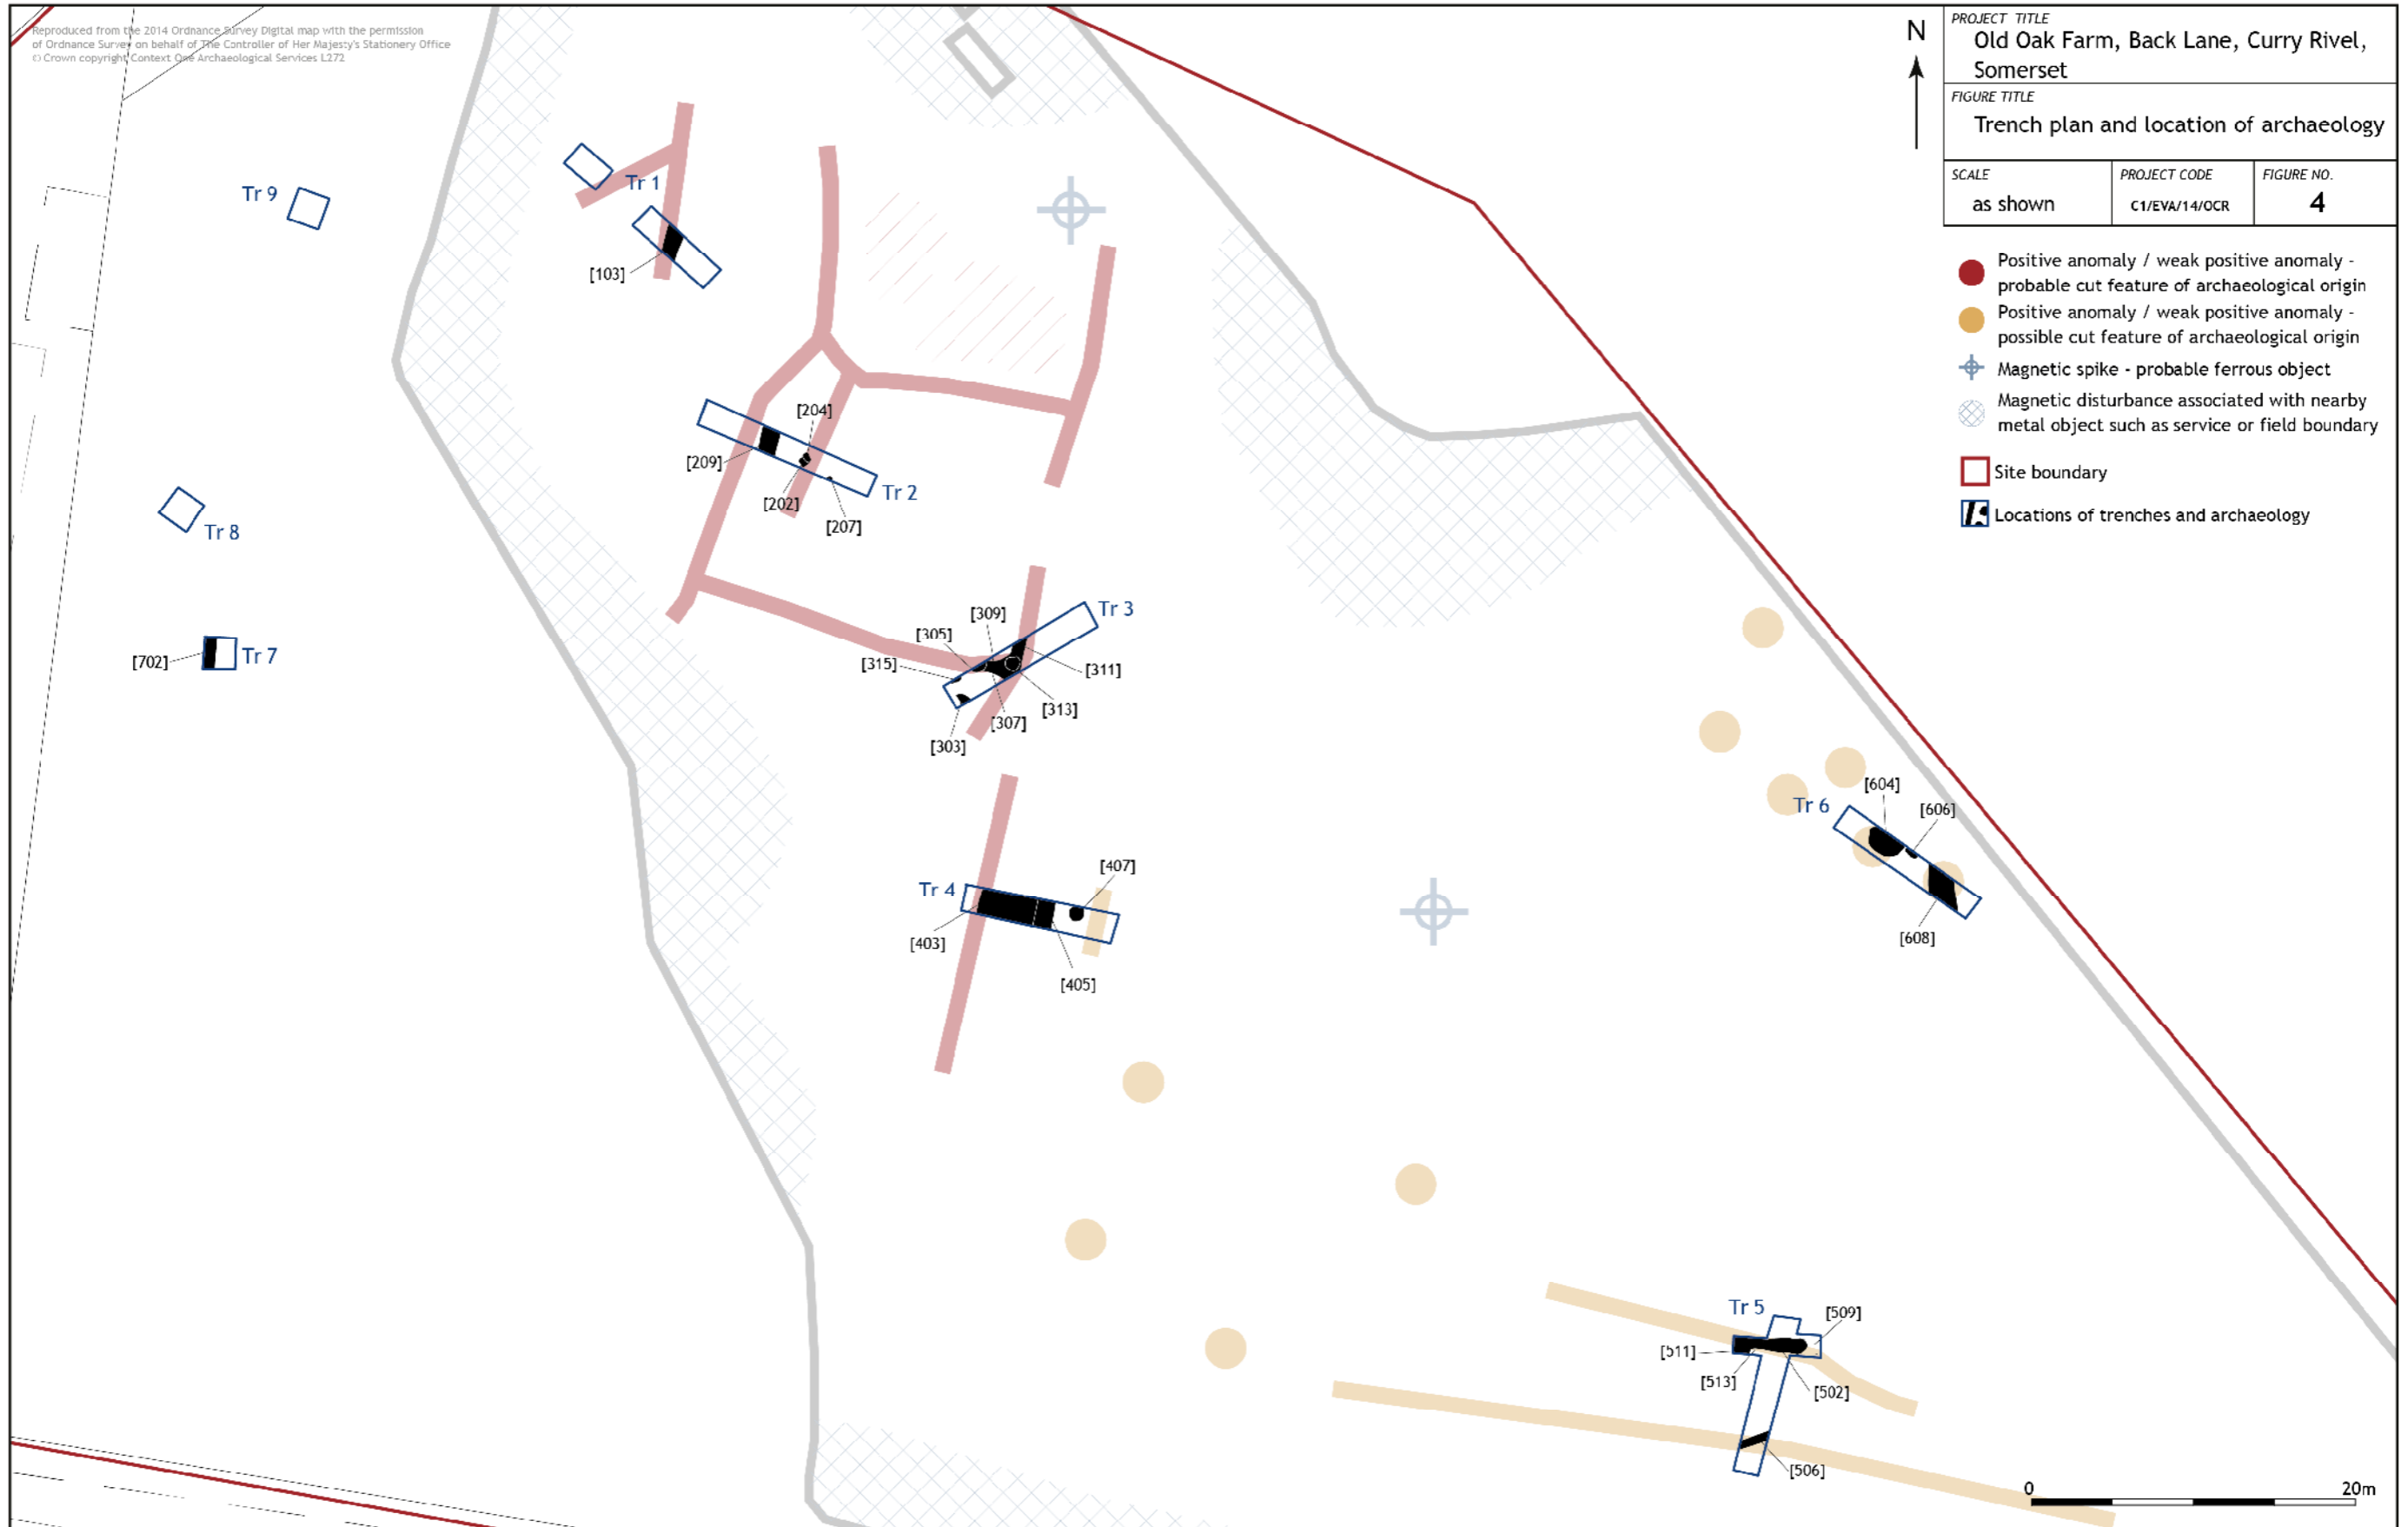 Reproduced from the 2014 Ordnance Survey Digital map with the permission
of Ordnance Survey on behalf of The Controller of Her Majesty's Stationery Office
© Crown copyright Context One Archaeological Services L272
N
PROJECT TITLE
Old Oak Farm, Back Lane, Curry Rivel,
Somerset
FIGURE TITLE
Trench plan and location of archaeology
SCALE
as shown
PROJECT CODE
C1/EVA/14/OCR
FIGURE NO.
4
Positive anomaly / weak positive anomaly -
probable cut feature of archaeological origin
Positive anomaly / weak positive anomaly -
possible cut feature of archaeological origin
Magnetic spike - probable ferrous object
Magnetic disturbance associated with nearby
metal object such as service or field boundary
Site boundary
Locations of trenches and archaeology
Tr 9
Tr 1
[103]
[204]
[209]
Tr 2
[202]
[207]
Tr 8
[702]
Tr 7
[309]
Tr 3
[305]
[315]
[311]
[313]
[307]
[303]
[604]
Tr 6
[606]
[608]
[407]
Tr 4
[403]
[405]
Tr 5
[509]
[511]
[513]
[502]
[506]
0
20m